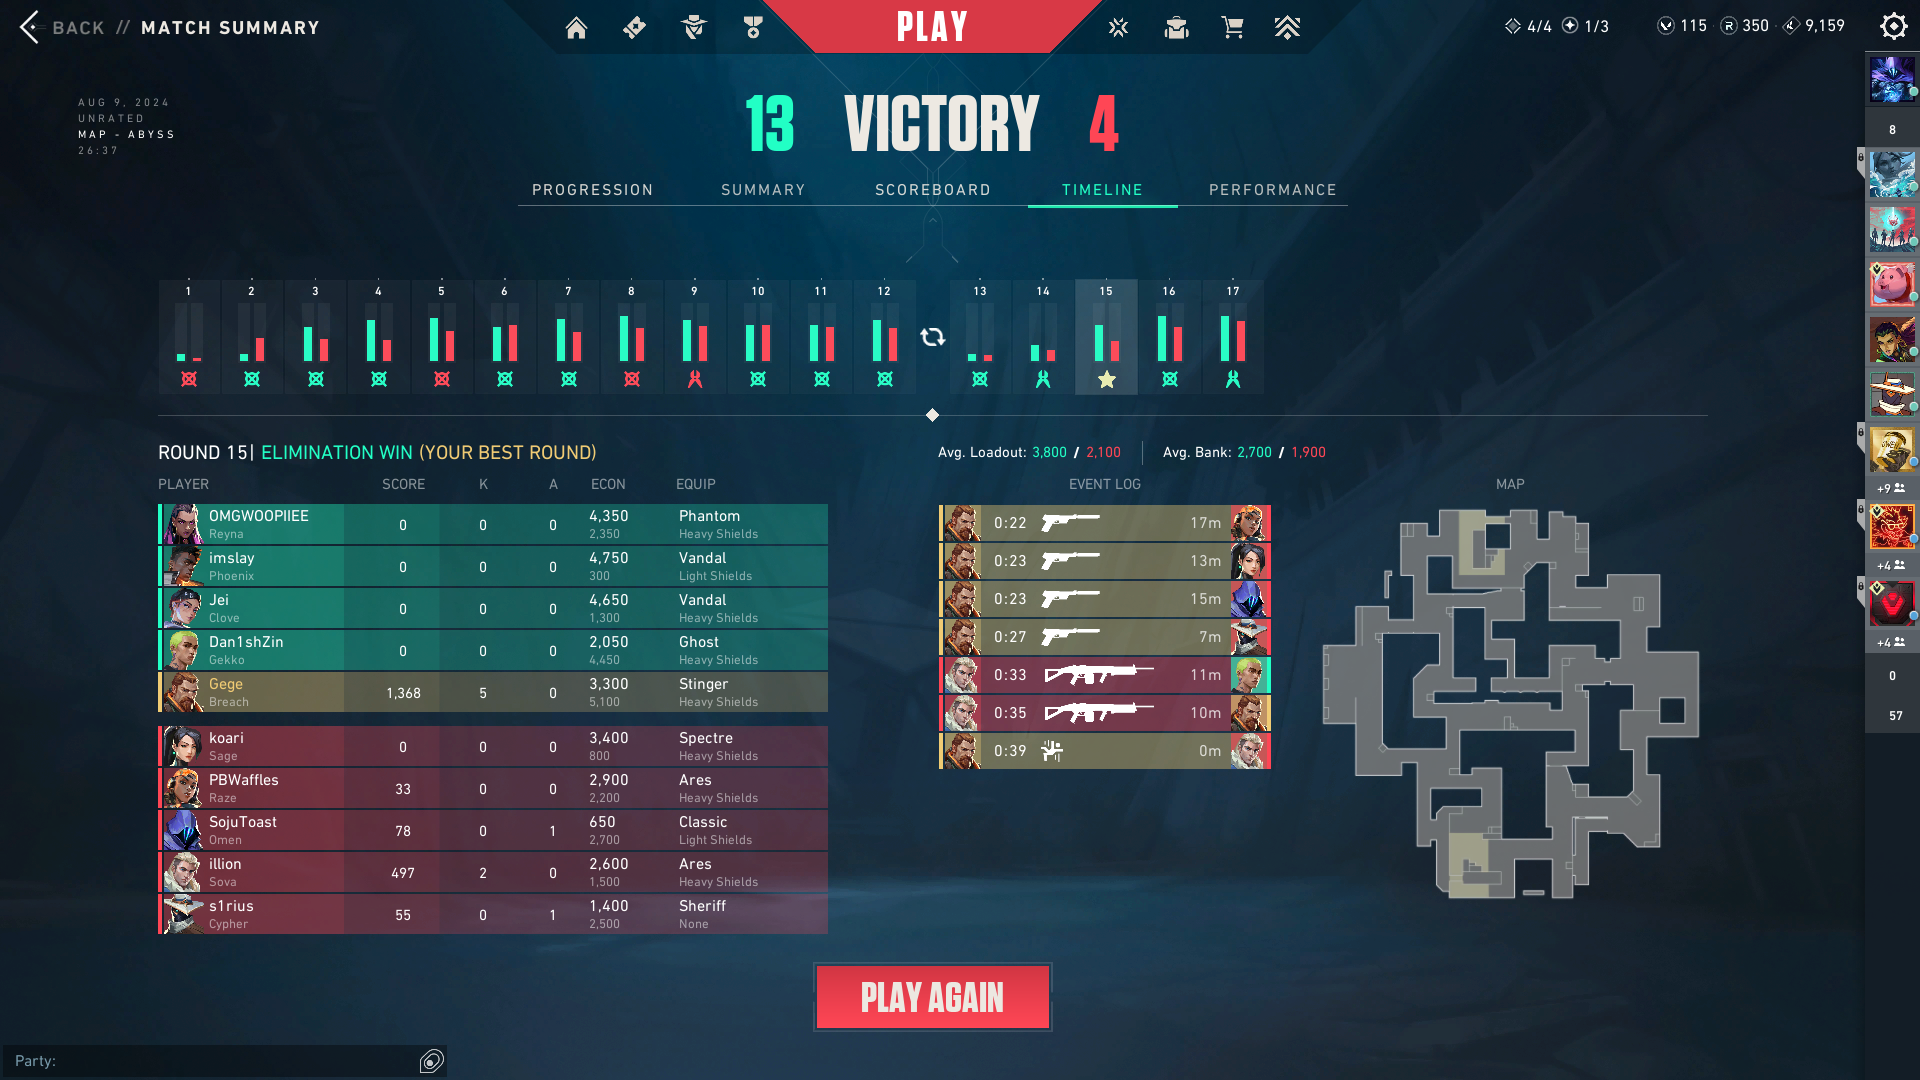 BACK // MATCH SUMMARY
PLAY
4/4 1/3 115 R 350 9,159
AUG 9, 2024
UNRATED
MAP - ABYSS
26:37
13 VICTORY 4
PROGRESSION SUMMARY SCOREBOARD TIMELINE PERFORMANCE
1 2 3 4 5 6 7 8 9 10 11 12 13 14 15 16 17
ROUND 15| ELIMINATION WIN (YOUR BEST ROUND)
Avg. Loadout: 3,800 / 2,100 Avg. Bank: 2,700 / 1,900
PLAYER SCORE K A ECON EQUIP
OMGWOOPIIEE 0 0 0 4,350 Phantom
Reyna 2,350 Heavy Shields
imslay 0 0 0 4,750 Vandal
Phoenix 300 Light Shields
Jei 0 0 0 4,650 Vandal
Clove 1,300 Heavy Shields
Dan1shZin 0 0 0 2,050 Ghost
Gekko 4,450 Heavy Shields
Gege 1,368 5 0 3,300 Stinger
Breach 5,100 Heavy Shields
koari 0 0 0 3,400 Spectre
Sage 800 Heavy Shields
PBWaffles 33 0 0 2,900 Ares
Raze 2,200 Heavy Shields
SojuToast 78 0 1 650 Classic
Omen 2,700 Light Shields
illion 497 2 0 2,600 Ares
Sova 1,500 Heavy Shields
s1rius 55 0 1 1,400 Sheriff
Cypher 2,500 None
EVENT LOG
0:22 17m
0:23 13m
0:23 15m
0:27 7m
0:33 11m
0:35 10m
0:39 0m
MAP
8
+9
+4
+4
0
57
PLAY AGAIN
Party: